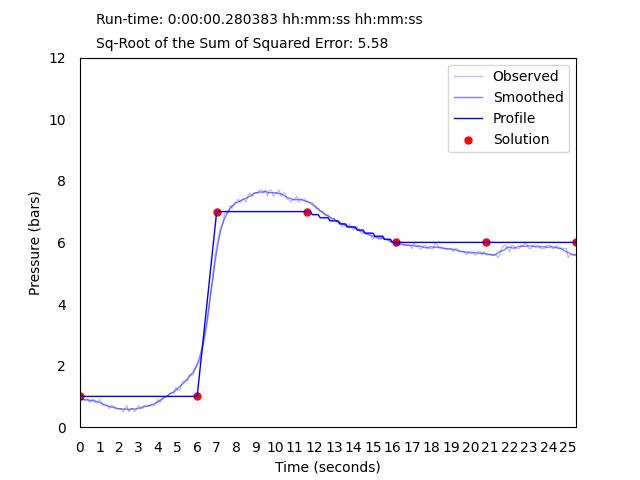 Run-time: 0:00:00.280383 hh:mm:ss hh:mm:ss
Sq-Root of the Sum of Squared Error: 5.58
12
10
8
6
4
2
0
Pressure (bars)
Observed
Smoothed
Profile
Solution
0 1 2 3 4 5 6 7 8 9 10 11 12 13 14 15 16 17 18 19 20 21 22 23 24 25
Time (seconds)